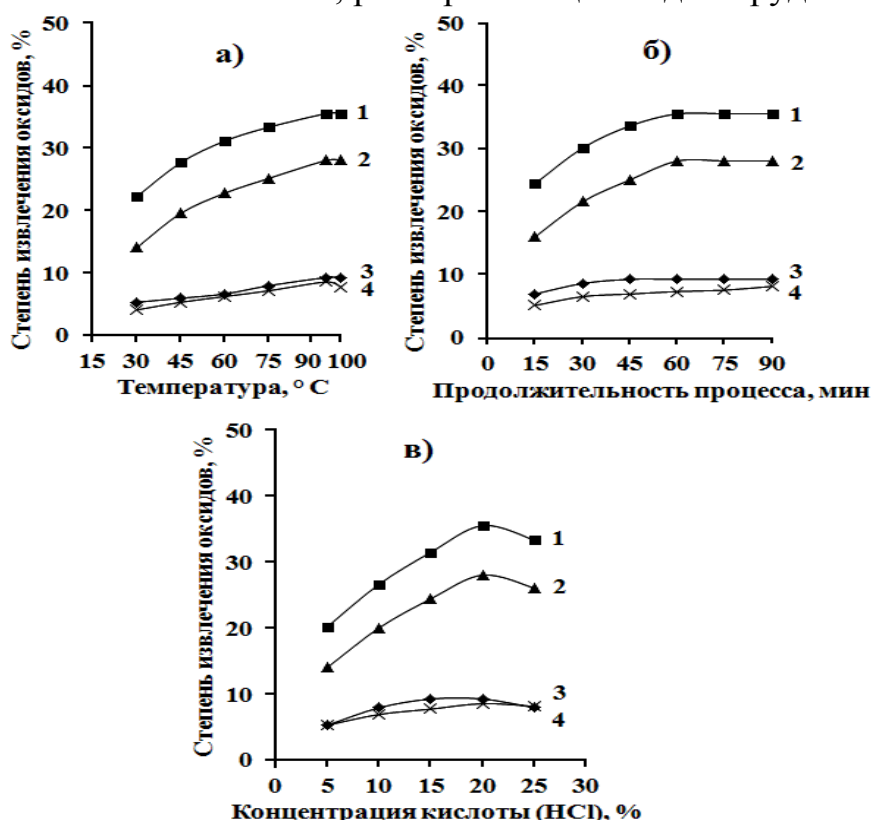 50
а)
40
1
30
2
20
10
3
4
0
15 30 45 60 75 90 100
Температура, ° С
Степень извлечения оксидов, %
50
б)
40
1
30
2
20
10
3
4
0
0 15 30 45 60 75 90
Продолжительность процесса, мин
Степень извлечения оксидов, %
50
в)
40
1
30
2
20
10
3
4
0
0 5 10 15 20 25 30
Концентрация кислоты (HCl), %
Степень извлечения оксидов, %